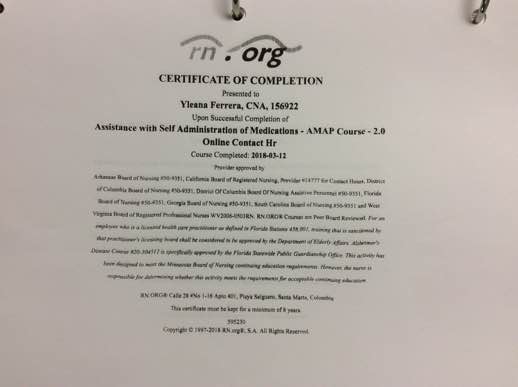 rn.org
CERTIFICATE OF COMPLETION
Presented to
Yleana Ferrera, CNA, 156922
Upon Successful Completion of
Assistance with Self Administration of Medications - AMAP Course - 2.0
Online Contact Hr
Course Completed: 2018-03-12
Provider approved by
Arkansas Board of Nursing #50-9351, California Board of Registered Nursing, Provider #14777 for Contact Hours, District
of Columbia Board of Nursing #50-9351, District Of Columbia Board Of Nursing Assistive Personnel #50-9351, Florida
Board of Nursing #50-9351, Georgia Board of Nursing #50-9351, South Carolina Board of Nursing #50-9351 and West
Virginia Board of Registered Professional Nurses WV2006-0501RN. RN.ORG® Courses are Peer Board Reviewed. For an
employee who is a licensed health care practitioner as defined in Florida Statutes 456.001, training that is sanctioned by
that practitioner's licensing board shall be considered to be approved by the Department of Elderly Affairs. Alzheimer's
Disease Course #20-304512 is specifically approved by the Florida Statewide Public Guardianship Office. This activity has
been designed to meet the Minnesota Board of Nursing continuing education requirements. However, the nurse is
responsible for determining whether this activity meets the requirements for acceptable continuing education.
RN.ORG® Calle 28 #No 1-16 Apto 401, Playa Salguero, Santa Marta, Colombia
This certificate must be kept for a minimum of 8 years.
595230
Copyright © 1997-2018 RN.org®, S.A. All Rights Reserved.